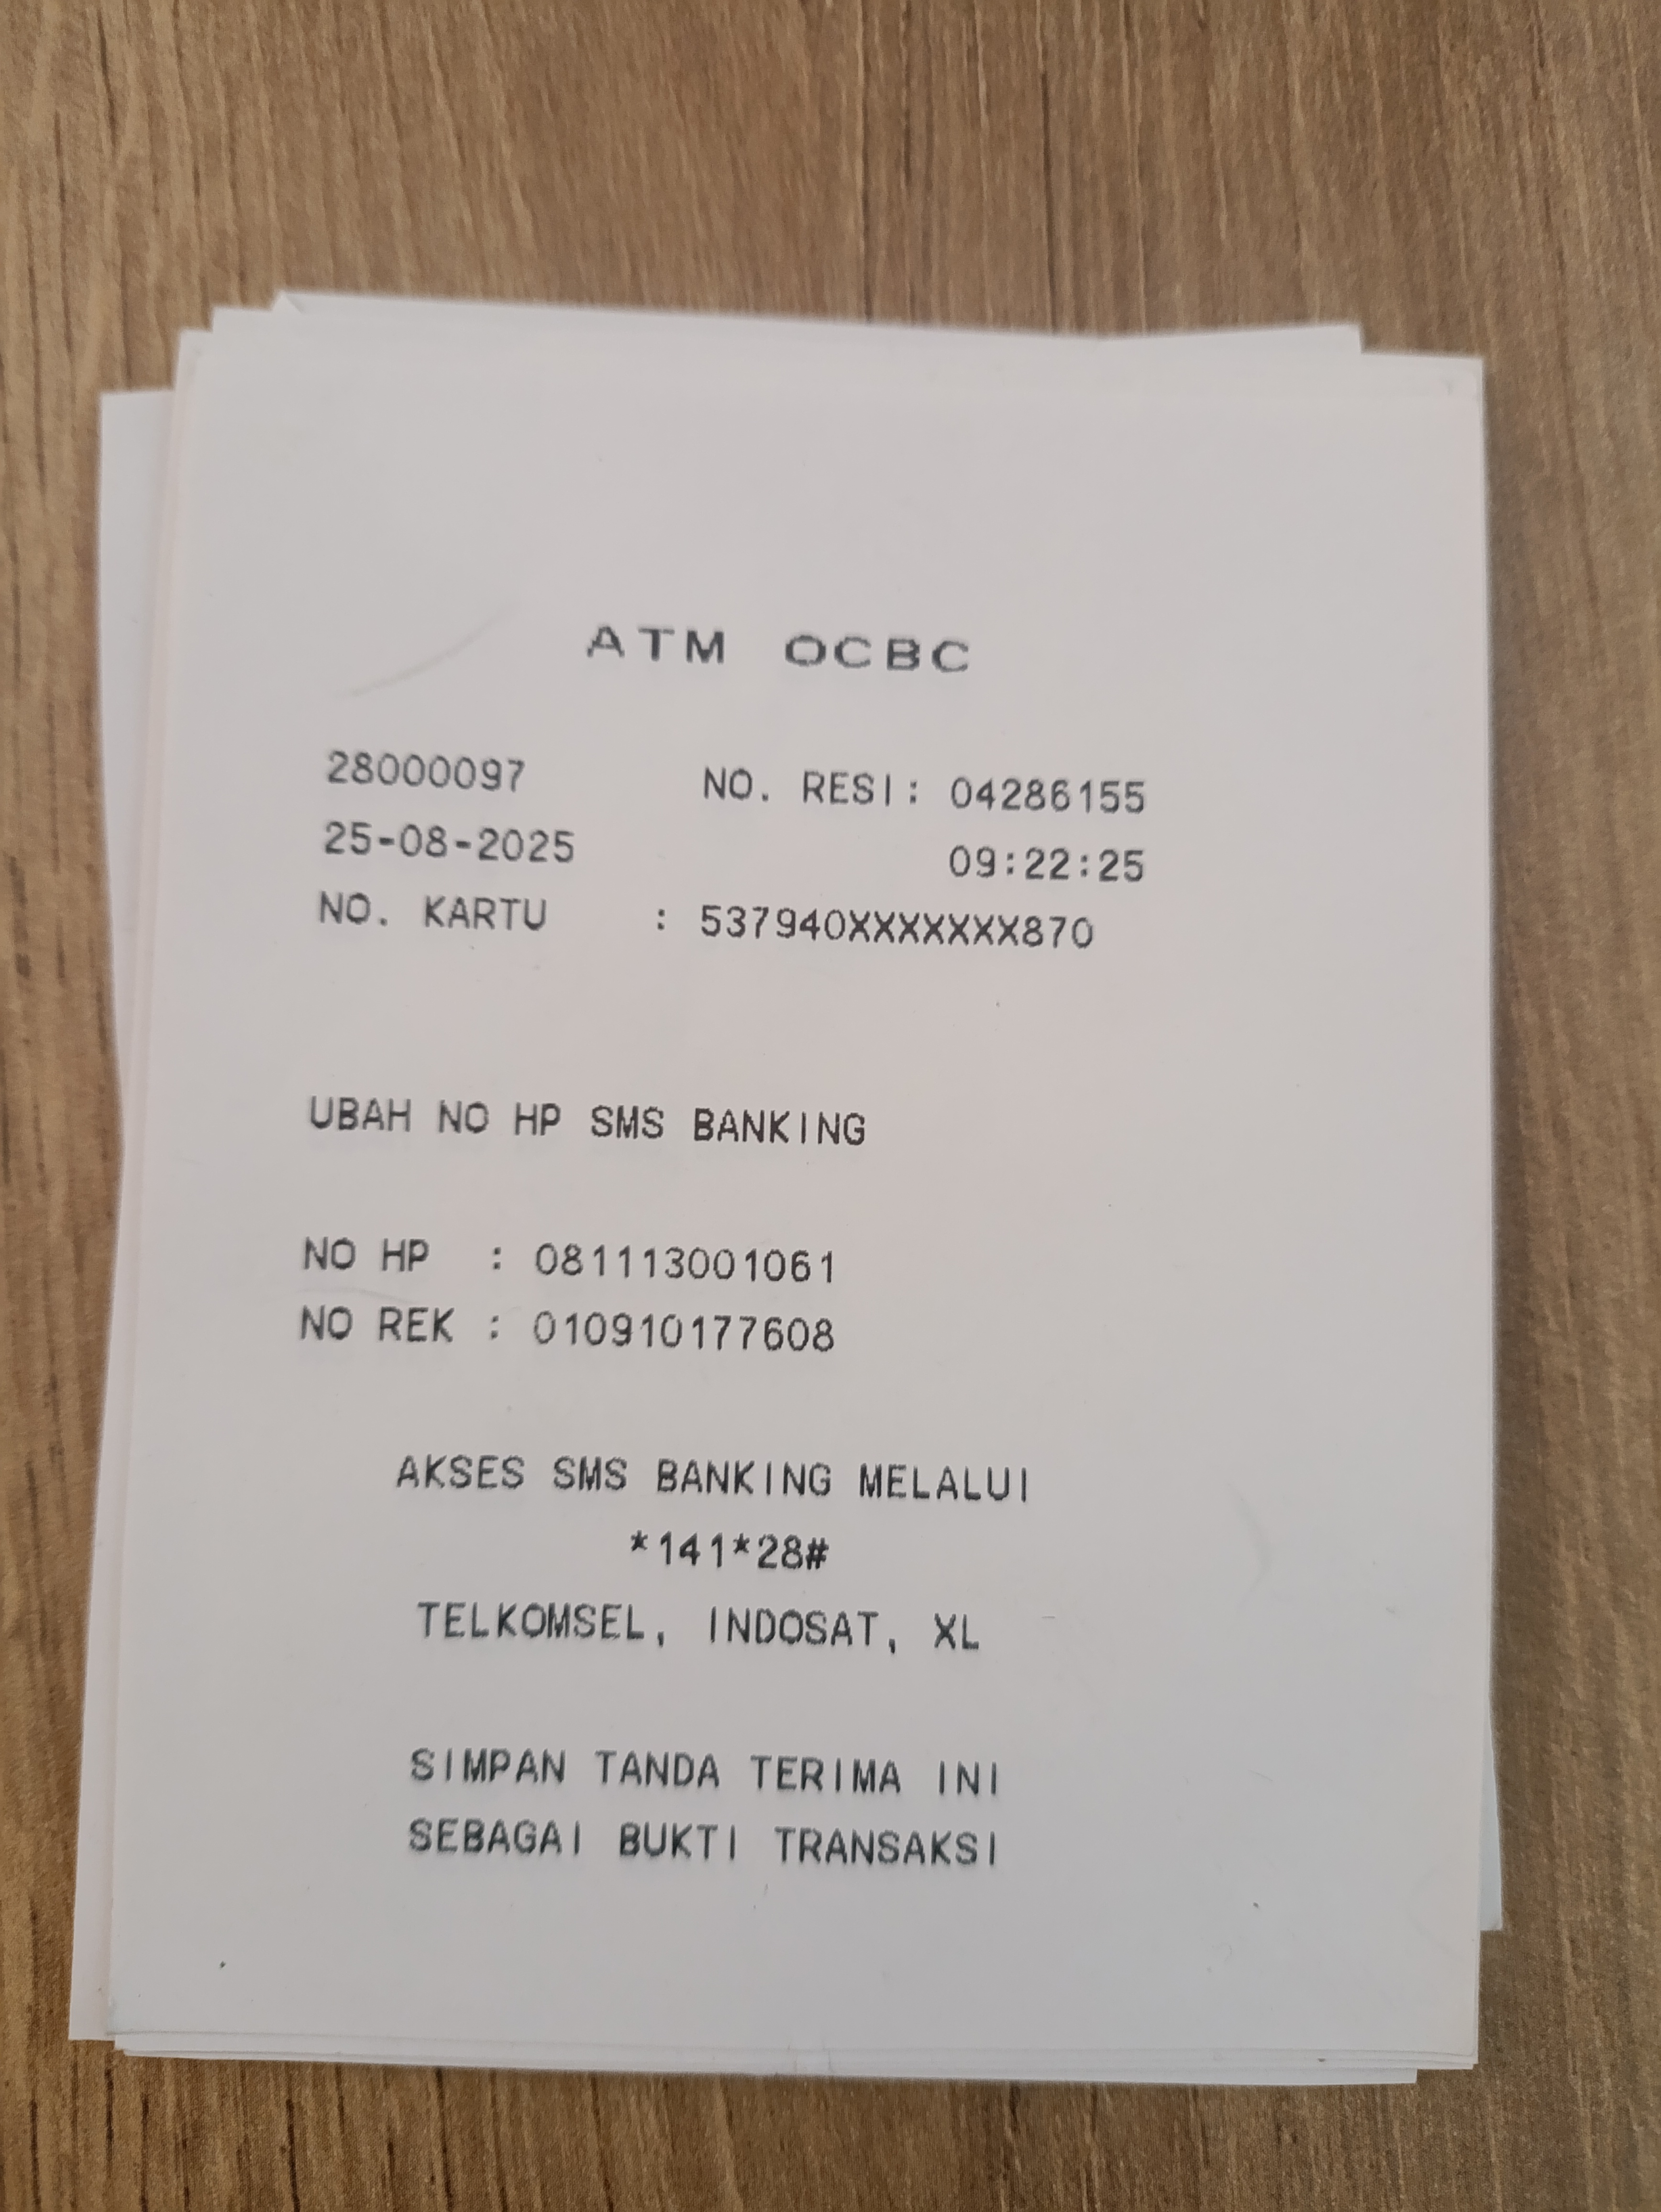 ATM OCBC
28000097 NO. RESI: 04286155
25-08-2025 09:22:25
NO. KARTU : 537940XXXXXXX870
UBAH NO HP SMS BANKING
NO HP : 081113001061
NO REK : 010910177608
AKSES SMS BANKING MELALUI
*141*28#
TELKOMSEL, INDOSAT, XL
SIMPAN TANDA TERIMA INI
SEBAGAI BUKTI TRANSAKSI